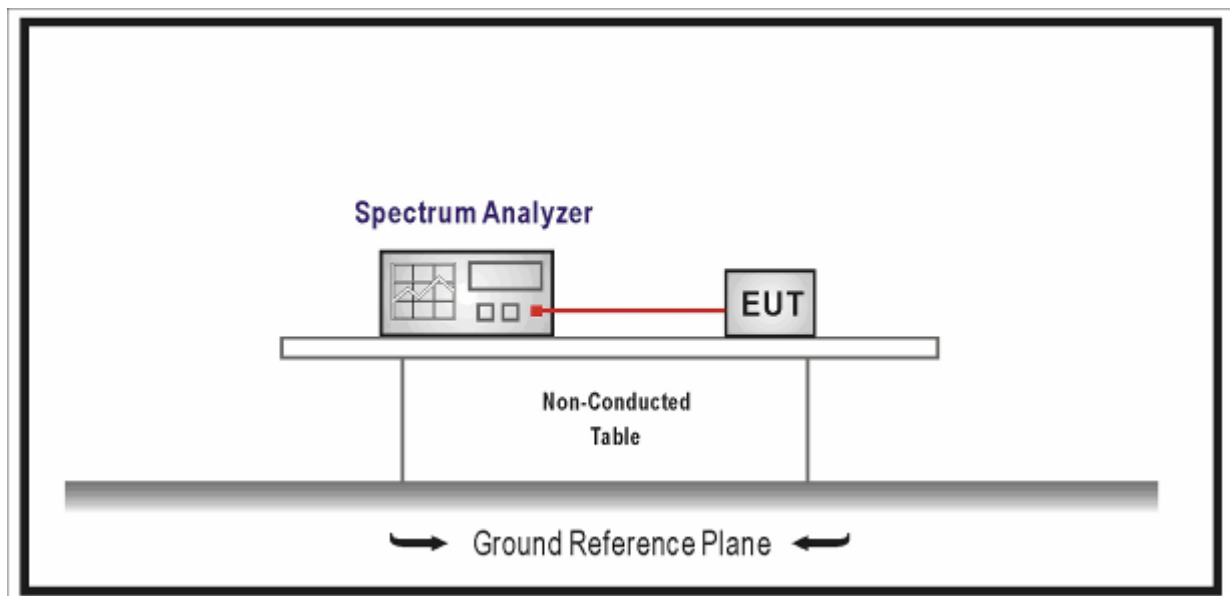 Spectrum Analyzer
EUT
Non-Conducted
Table
Ground Reference Plane